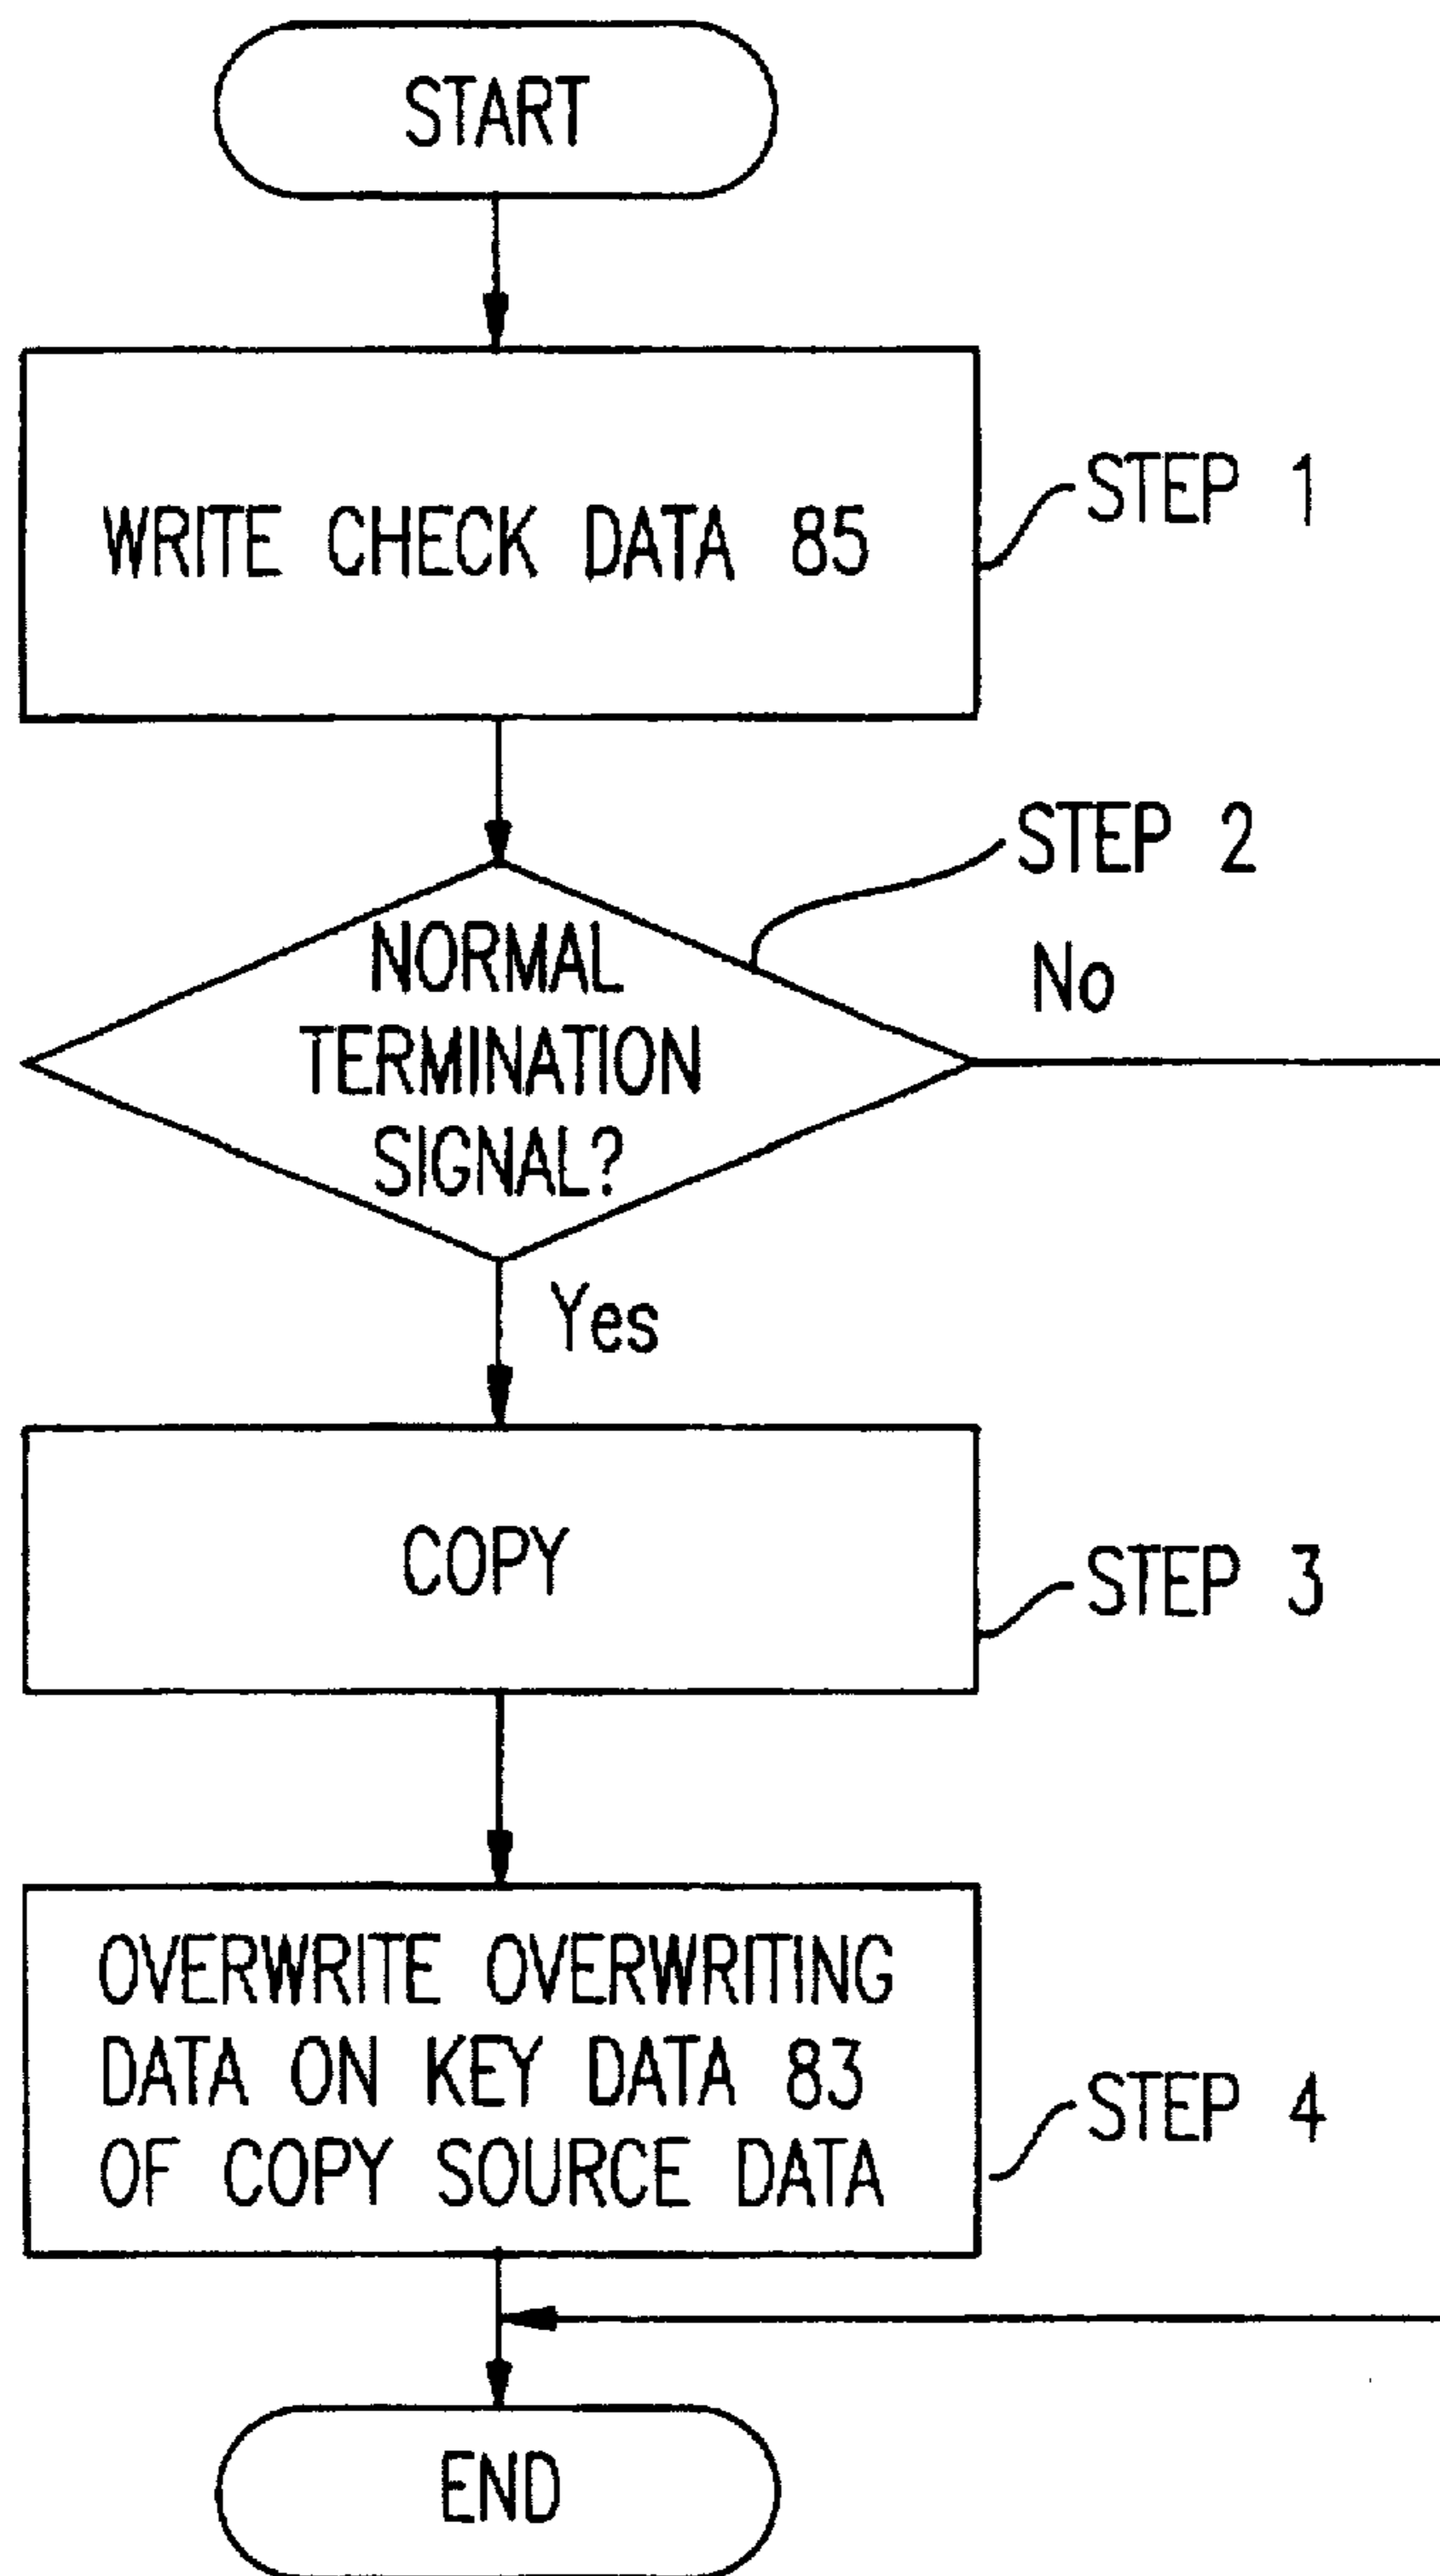 START
WRITE CHECK DATA 85
STEP 1
STEP 2
NORMAL
TERMINATION
SIGNAL?
No
Yes
COPY
STEP 3
OVERWRITE OVERWRITING
DATA ON KEY DATA 83
OF COPY SOURCE DATA
STEP 4
END